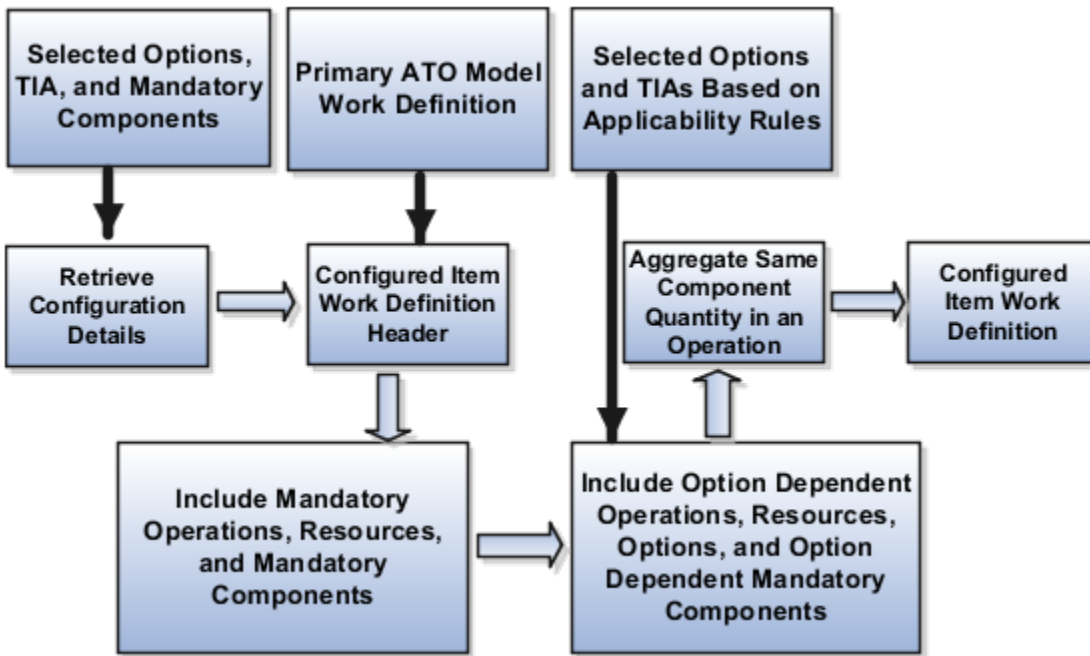 Selected Options,
TIA, and Mandatory
Components
Primary ATO Model
Work Definition
Selected Options
and TIAs Based on
Applicability Rules
Retrieve
Configuration
Details
Configured Item
Work Definition
Header
Aggregate Same
Component
Quantity in an
Operation
Configured
Item Work
Definition
Include Mandatory
Operations, Resources,
and Mandatory
Components
Include Option Dependent
Operations, Resources,
Options, and Option
Dependent Mandatory
Components